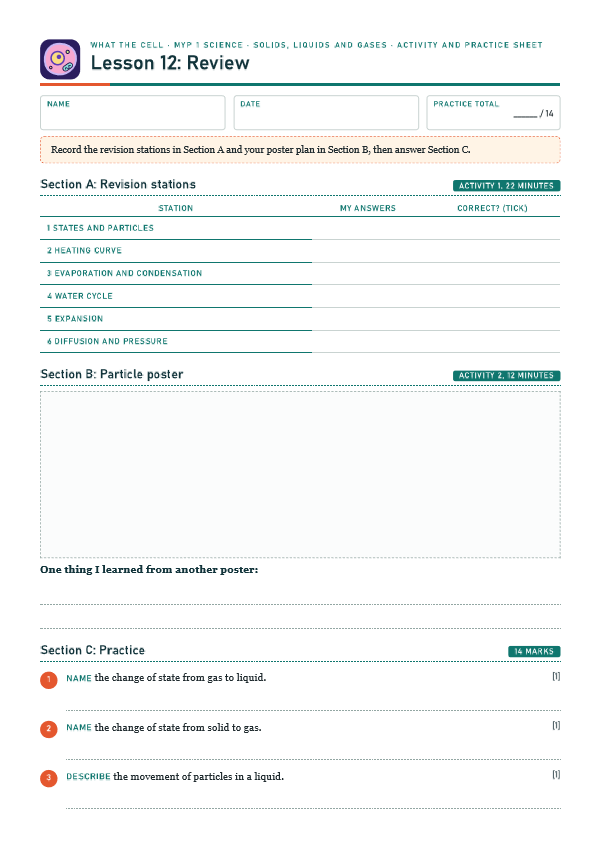 WHAT THE CELL · MYP 1 SCIENCE · SOLIDS, LIQUIDS AND GASES · ACTIVITY AND PRACTICE SHEET
Lesson 12: Review
NAME
DATE
PRACTICE TOTAL
_____ / 14
Record the revision stations in Section A and your poster plan in Section B, then answer Section C.
Section A: Revision stations
ACTIVITY 1, 22 MINUTES
STATION MY ANSWERS CORRECT? (TICK)
1 STATES AND PARTICLES
2 HEATING CURVE
3 EVAPORATION AND CONDENSATION
4 WATER CYCLE
5 EXPANSION
6 DIFFUSION AND PRESSURE
Section B: Particle poster
ACTIVITY 2, 12 MINUTES
One thing I learned from another poster:
Section C: Practice
14 MARKS
1 NAME the change of state from gas to liquid. [1]
2 NAME the change of state from solid to gas. [1]
3 DESCRIBE the movement of particles in a liquid. [1]